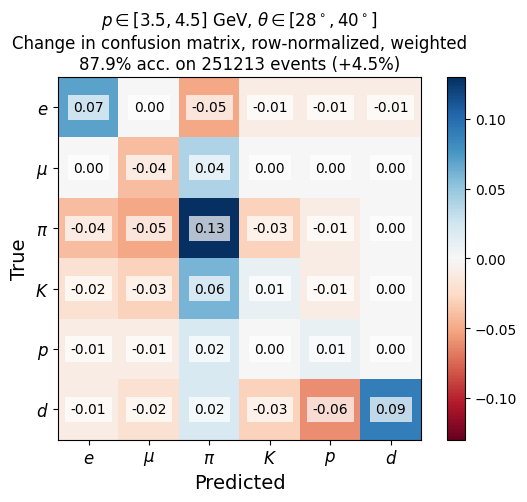 p ∈ [3.5, 4.5] GeV, θ ∈ [28°, 40°]
Change in confusion matrix, row-normalized, weighted
87.9% acc. on 251213 events (+4.5%)
e 0.07 0.00 -0.05 -0.01 -0.01 -0.01
μ 0.00 -0.04 0.04 0.00 0.00 0.00
π -0.04 -0.05 0.13 -0.03 -0.01 0.00
K -0.02 -0.03 0.06 0.01 -0.01 0.00
p -0.01 -0.01 0.02 0.00 0.01 0.00
d -0.01 -0.02 0.02 -0.03 -0.06 0.09
e μ π K p d
Predicted
True
0.10
0.05
0.00
−0.05
−0.10